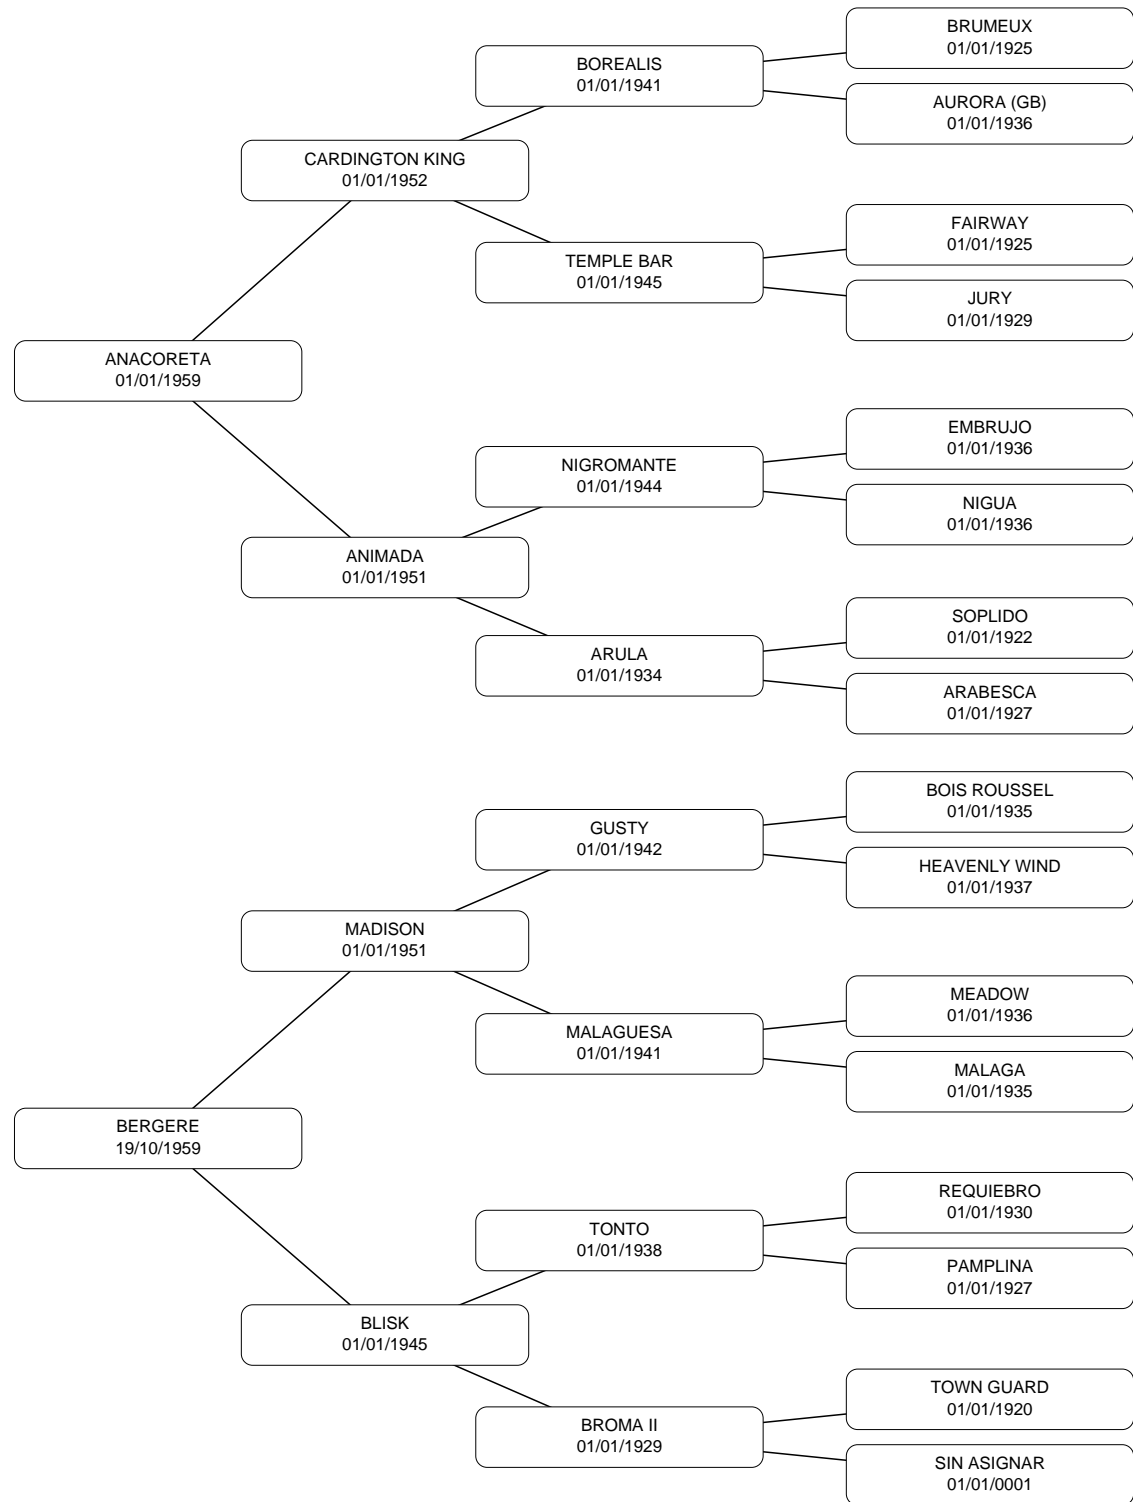 BRUMEUX
01/01/1925
BOREALIS
01/01/1941
AURORA (GB)
01/01/1936
CARDINGTON KING
01/01/1952
FAIRWAY
01/01/1925
TEMPLE BAR
01/01/1945
JURY
01/01/1929
ANACORETA
01/01/1959
EMBRUJO
01/01/1936
NIGROMANTE
01/01/1944
NIGUA
01/01/1936
ANIMADA
01/01/1951
SOPLIDO
01/01/1922
ARULA
01/01/1934
ARABESCA
01/01/1927
BOIS ROUSSEL
01/01/1935
GUSTY
01/01/1942
HEAVENLY WIND
01/01/1937
MADISON
01/01/1951
MEADOW
01/01/1936
MALAGUESA
01/01/1941
MALAGA
01/01/1935
BERGERE
19/10/1959
REQUIEBRO
01/01/1930
TONTO
01/01/1938
PAMPLINA
01/01/1927
BLISK
01/01/1945
TOWN GUARD
01/01/1920
BROMA II
01/01/1929
SIN ASIGNAR
01/01/0001